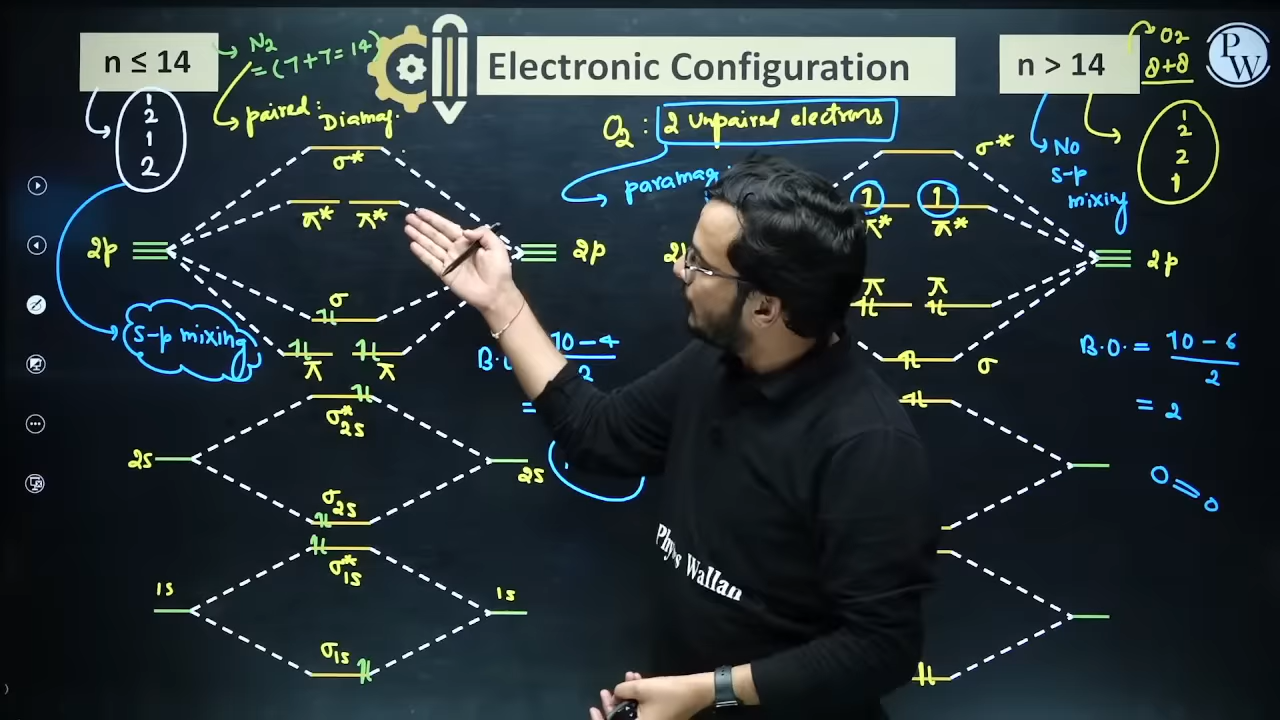 n ≤ 14
N2
= (7+7=14)
Electronic Configuration
n > 14
O2
8+8
PW
1
2
1
2
paired:
Diamag.
O2 : 2 Unpaired electrons
paramag
No
s-p
mixing
1
2
2
1
σ*
π* π*
2p
2p
σ
π π
s-p mixing
σ*
1 1
π* π*
2p
π π
σ
10-4
2
=
B.O. = 10-6
2
= 2
O=O
σ*2s
2s
2s
σ2s
σ*1s
1s
1s
σ1s
Physics Wallah